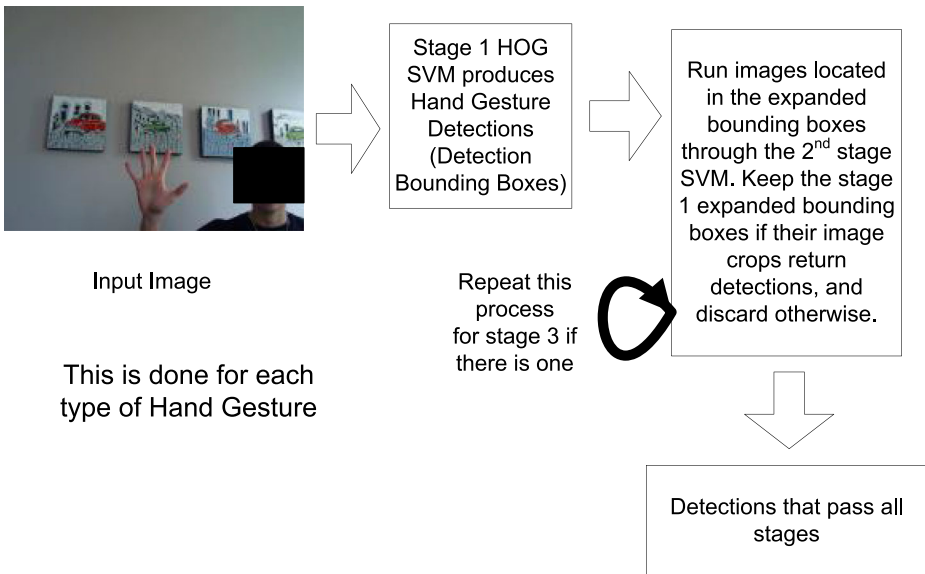 Stage 1 HOG
SVM produces
Hand Gesture
Detections
(Detection
Bounding Boxes)
Run images located
in the expanded
bounding boxes
through the 2nd stage
SVM. Keep the stage
1 expanded bounding
boxes if their image
crops return
detections, and
discard otherwise.
Input Image
Repeat this
process
for stage 3 if
there is one
This is done for each
type of Hand Gesture
Detections that pass all
stages